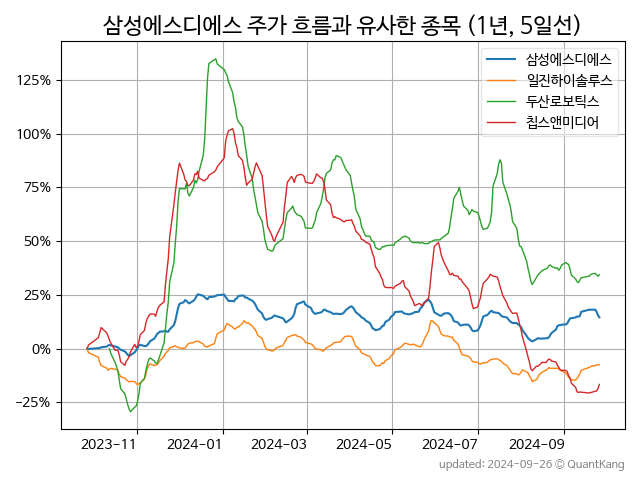 삼성에스디에스 주가 흐름과 유사한 종목 (1년, 5일선)
삼성에스디에스
일진하이솔루스
두산로보틱스
칩스앤미디어
125%
100%
75%
50%
25%
0%
−25%
2023-11
2024-01
2024-03
2024-05
2024-07
2024-09
updated: 2024-09-26 © QuantKang